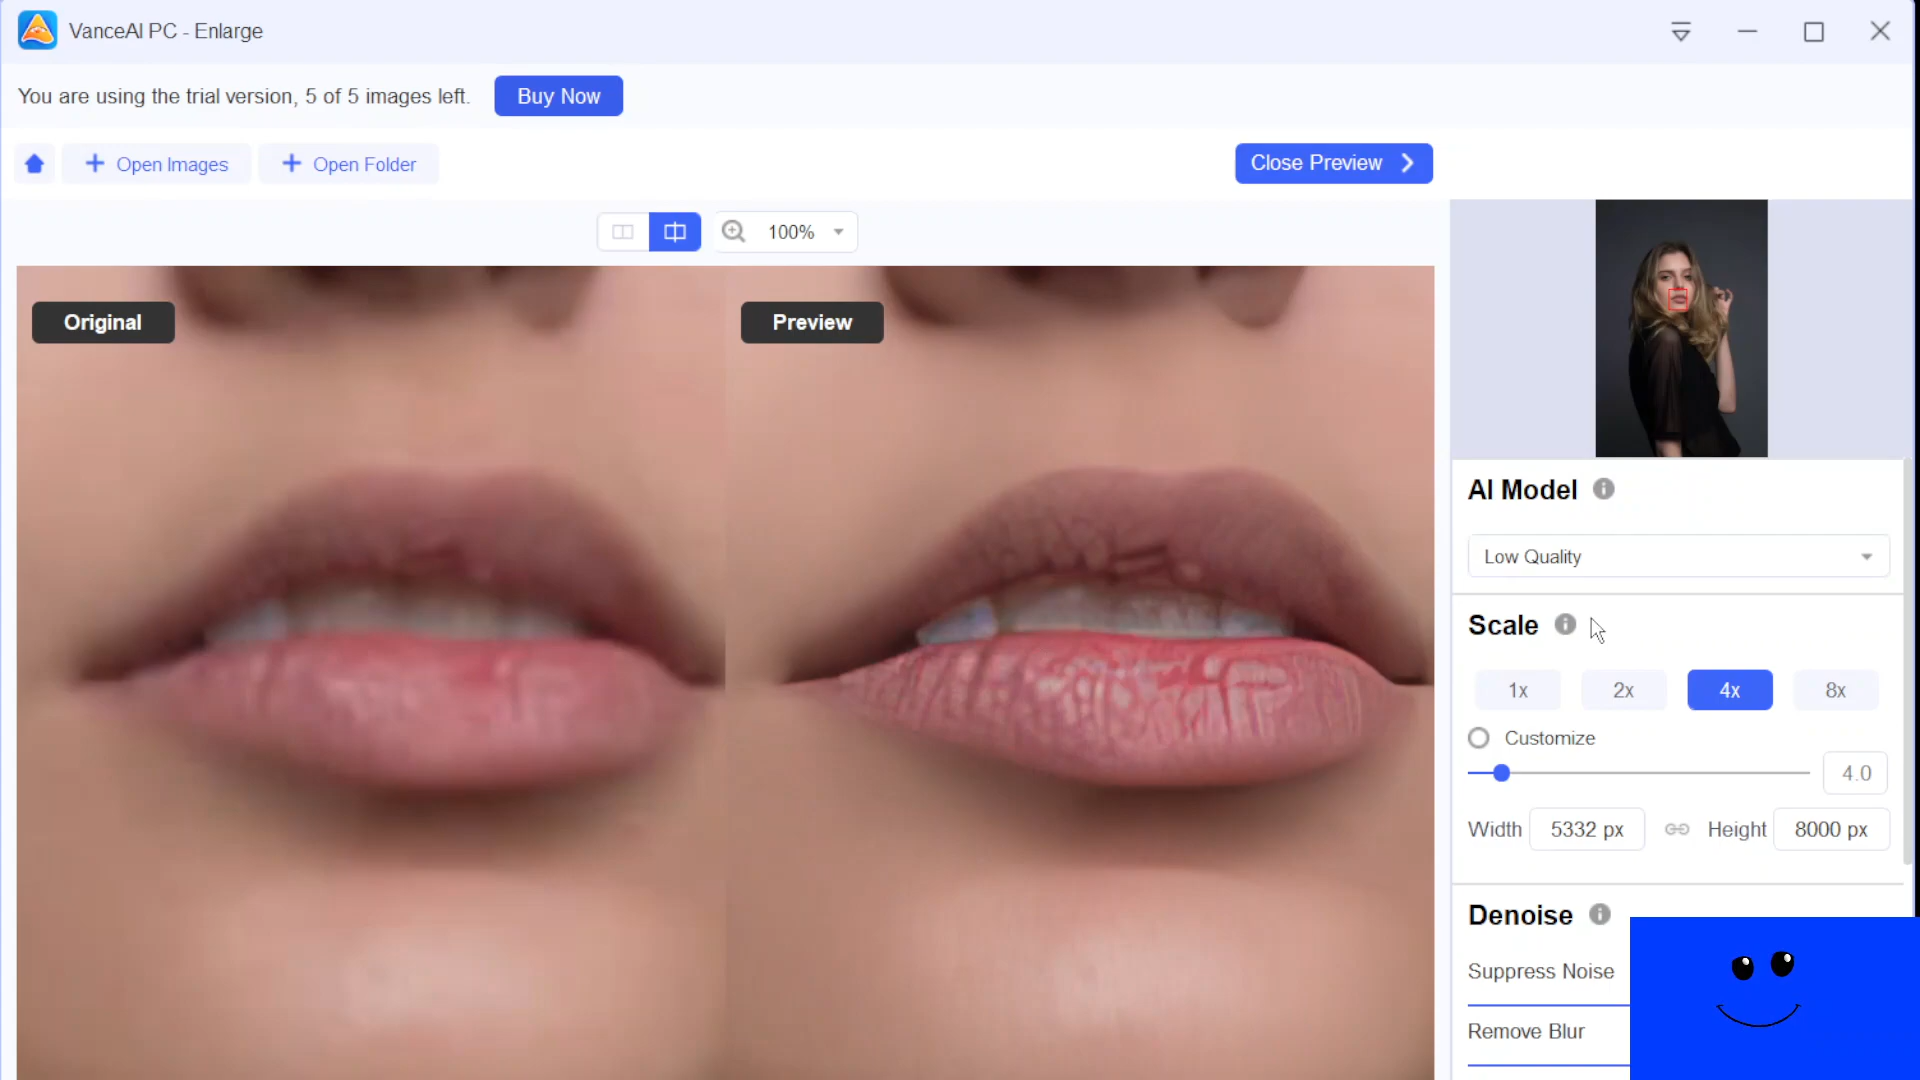 VanceAI PC - Enlarge
You are using the trial version, 5 of 5 images left.
Buy Now
Open Images
Open Folder
Close Preview
100%
Original
Preview
AI Model
Low Quality
Scale
1x
2x
4x
8x
Customize
4.0
Width
5332 px
Height
8000 px
Denoise
Suppress Noise
Remove Blur